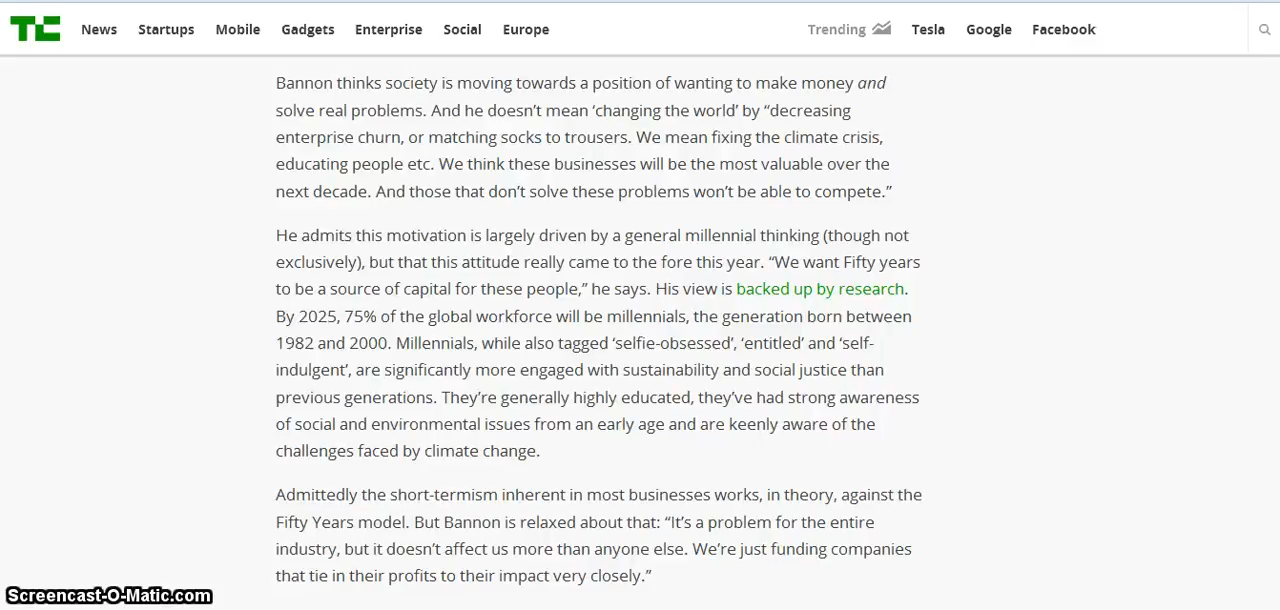 TC News Startups Mobile Gadgets Enterprise Social Europe Trending Tesla Google Facebook
Bannon thinks society is moving towards a position of wanting to make money and
solve real problems. And he doesn’t mean ‘changing the world’ by “decreasing
enterprise churn, or matching socks to trousers. We mean fixing the climate crisis,
educating people etc. We think these businesses will be the most valuable over the
next decade. And those that don’t solve these problems won’t be able to compete.”
He admits this motivation is largely driven by a general millennial thinking (though not
exclusively), but that this attitude really came to the fore this year. “We want Fifty years
to be a source of capital for these people,” he says. His view is backed up by research.
By 2025, 75% of the global workforce will be millennials, the generation born between
1982 and 2000. Millennials, while also tagged ‘selfie-obsessed’, ‘entitled’ and ‘self-
indulgent’, are significantly more engaged with sustainability and social justice than
previous generations. They’re generally highly educated, they’ve had strong awareness
of social and environmental issues from an early age and are keenly aware of the
challenges faced by climate change.
Admittedly the short-termism inherent in most businesses works, in theory, against the
Fifty Years model. But Bannon is relaxed about that: “It’s a problem for the entire
industry, but it doesn’t affect us more than anyone else. We’re just funding companies
that tie in their profits to their impact very closely.”
Screencast-O-Matic.com